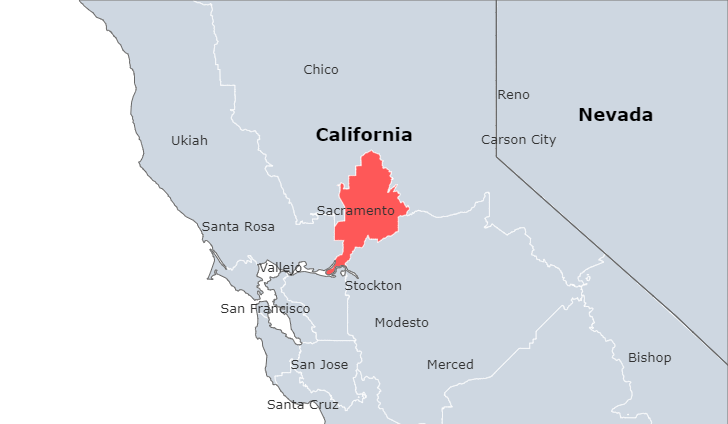 Chico
Reno
Nevada
California
Ukiah
Carson City
Sacramento
Santa Rosa
Vallejo
Stockton
San Francisco
Modesto
San Jose
Merced
Bishop
Santa Cruz